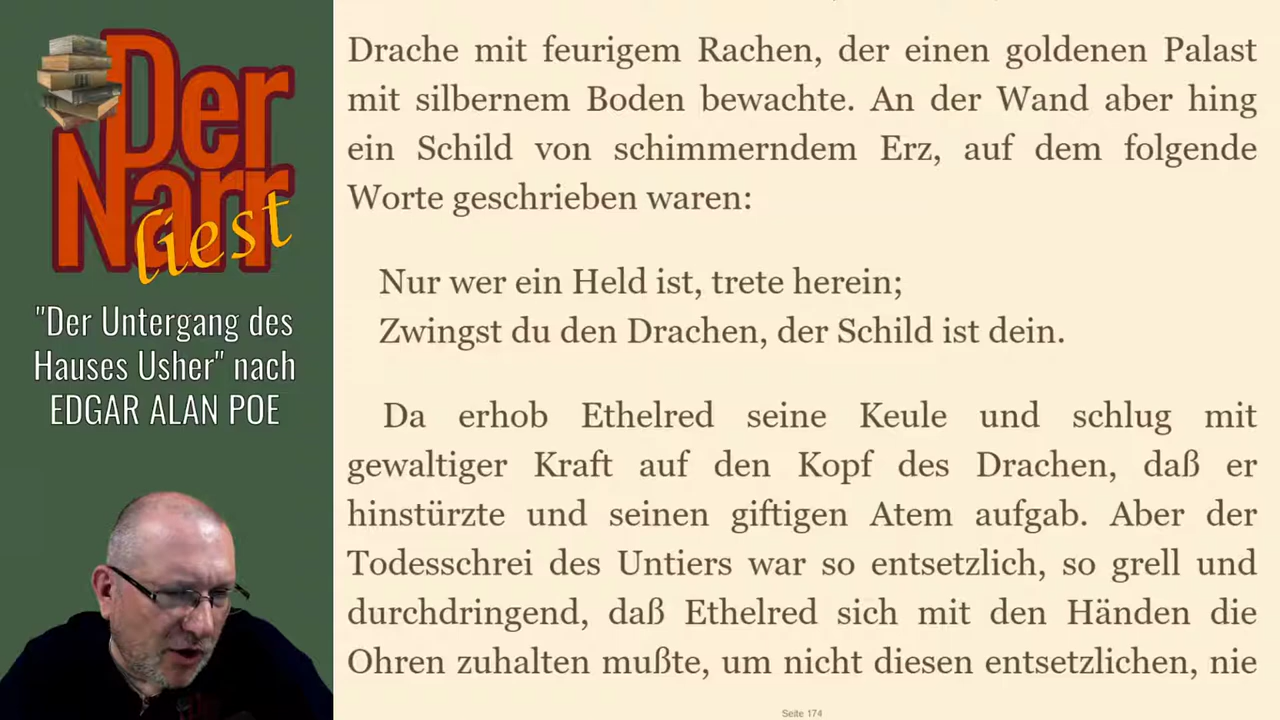 Der
Narr
liest
"Der Untergang des
Hauses Usher" nach
EDGAR ALAN POE
Drache mit feurigem Rachen, der einen goldenen Palast
mit silbernem Boden bewachte. An der Wand aber hing
ein Schild von schimmerndem Erz, auf dem folgende
Worte geschrieben waren:
Nur wer ein Held ist, trete herein;
Zwingst du den Drachen, der Schild ist dein.
Da erhob Ethelred seine Keule und schlug mit
gewaltiger Kraft auf den Kopf des Drachen, daß er
hinstürzte und seinen giftigen Atem aufgab. Aber der
Todesschrei des Untiers war so entsetzlich, so grell und
durchdringend, daß Ethelred sich mit den Händen die
Ohren zuhalten mußte, um nicht diesen entsetzlichen, nie
Seite 174